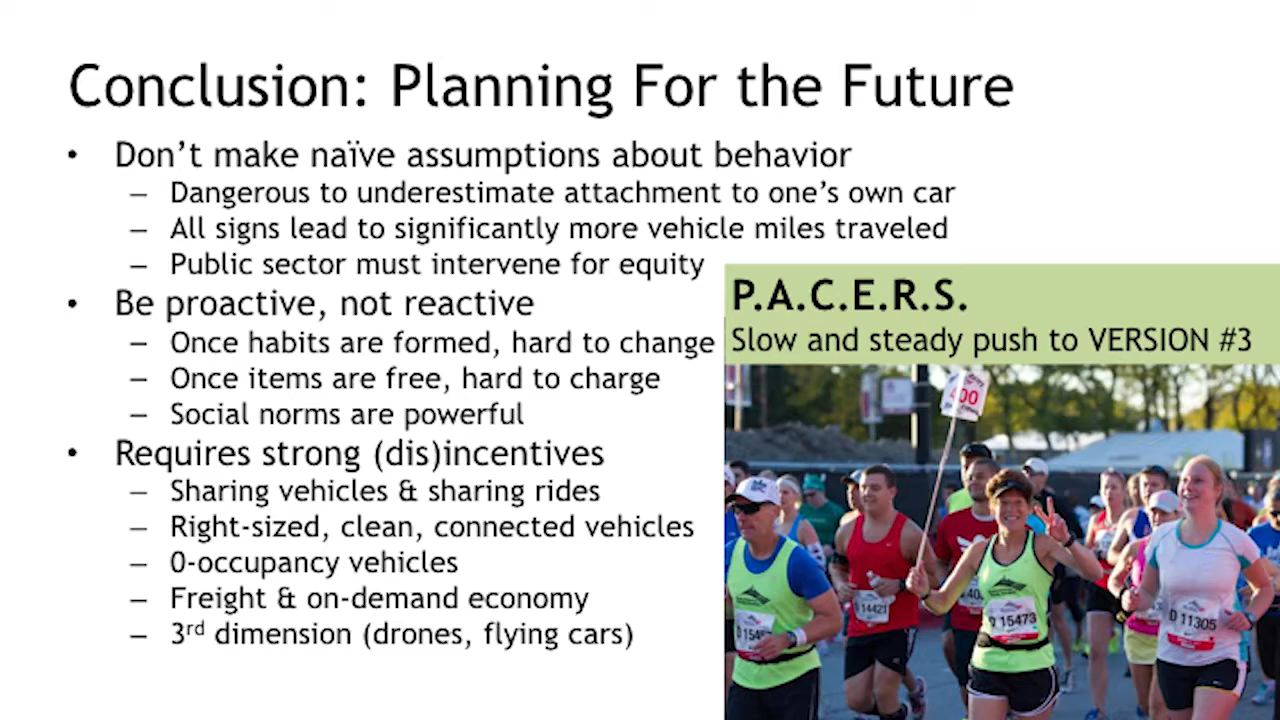 Conclusion: Planning For the Future
• Don’t make naïve assumptions about behavior
– Dangerous to underestimate attachment to one’s own car
– All signs lead to significantly more vehicle miles traveled
– Public sector must intervene for equity
• Be proactive, not reactive
– Once habits are formed, hard to change
– Once items are free, hard to charge
– Social norms are powerful
• Requires strong (dis)incentives
– Sharing vehicles & sharing rides
– Right-sized, clean, connected vehicles
– 0-occupancy vehicles
– Freight & on-demand economy
– 3rd dimension (drones, flying cars)
P.A.C.E.R.S.
Slow and steady push to VERSION #3
D 15473
D 11305